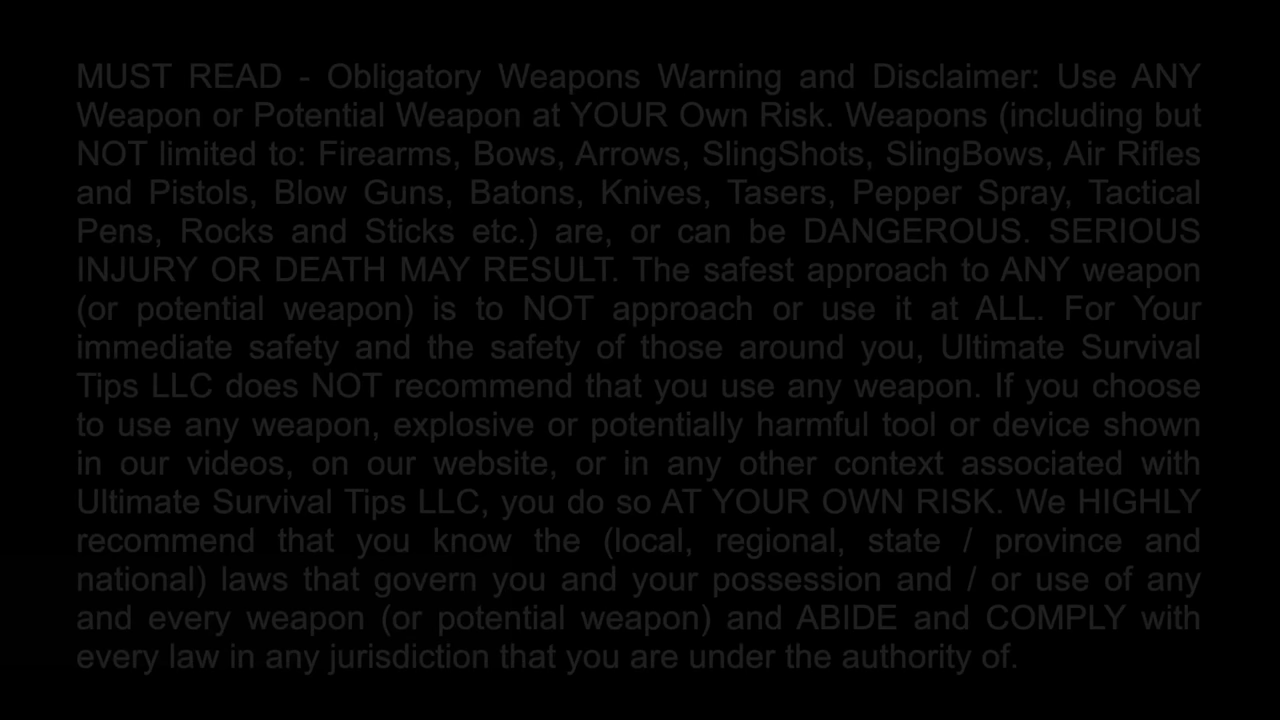 MUST READ - Obligatory Weapons Warning and Disclaimer: Use ANY
Weapon or Potential Weapon at YOUR Own Risk. Weapons (including but
NOT limited to: Firearms, Bows, Arrows, SlingShots, SlingBows, Air Rifles
and Pistols, Blow Guns, Batons, Knives, Tasers, Pepper Spray, Tactical
Pens, Rocks and Sticks etc.) are, or can be DANGEROUS. SERIOUS
INJURY OR DEATH MAY RESULT. The safest approach to ANY weapon
(or potential weapon) is to NOT approach or use it at ALL. For Your
immediate safety and the safety of those around you, Ultimate Survival
Tips LLC does NOT recommend that you use any weapon. If you choose
to use any weapon, explosive or potentially harmful tool or device shown
in our videos, on our website, or in any other context associated with
Ultimate Survival Tips LLC, you do so AT YOUR OWN RISK. We HIGHLY
recommend that you know the (local, regional, state / province and
national) laws that govern you and your possession and / or use of any
and every weapon (or potential weapon) and ABIDE and COMPLY with
every law in any jurisdiction that you are under the authority of.